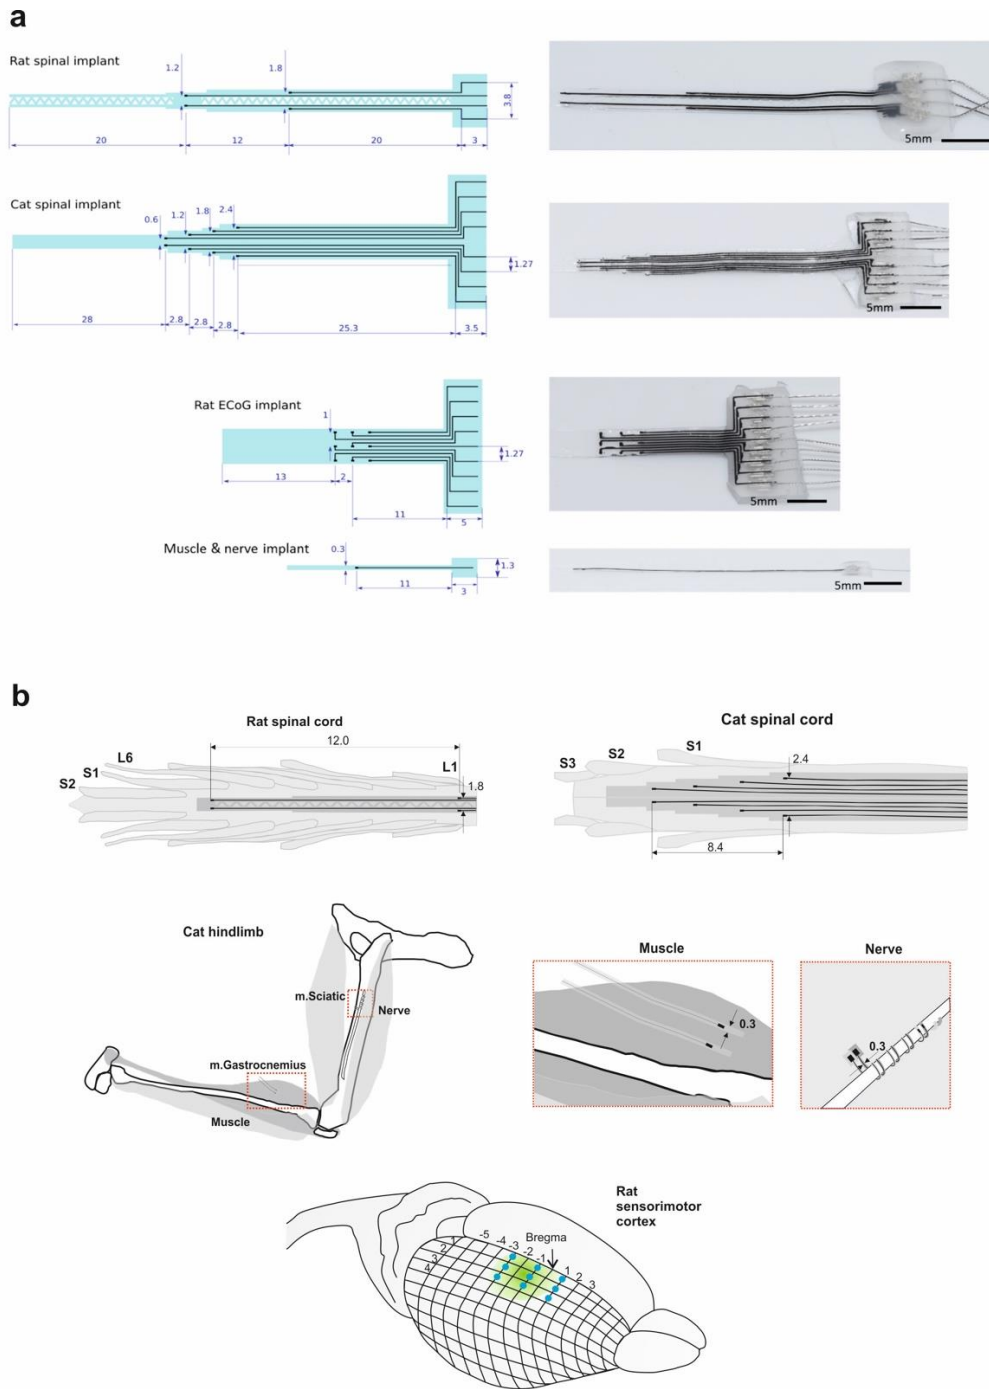 a
Rat spinal implant
1.2
1.8
3.8
20
12
20
3
5mm
Cat spinal implant
0.6
1.2
1.8
2.4
1.27
28
2.8
2.8
2.8
25.3
3.5
5mm
Rat ECoG implant
1
1.27
13
2
11
5
5mm
Muscle & nerve implant
0.3
1.3
11
3
5mm
b
Rat spinal cord
12.0
L6
S1
S2
L1
1.8
Cat spinal cord
S1
S2
S3
2.4
8.4
Cat hindlimb
m.Sciatic
Nerve
m.Gastrocnemius
Muscle
Muscle
0.3
Nerve
0.3
Rat
sensorimotor
cortex
Bregma
-5
-4
-3
-2
-1
1
2
3
1
2
3
4